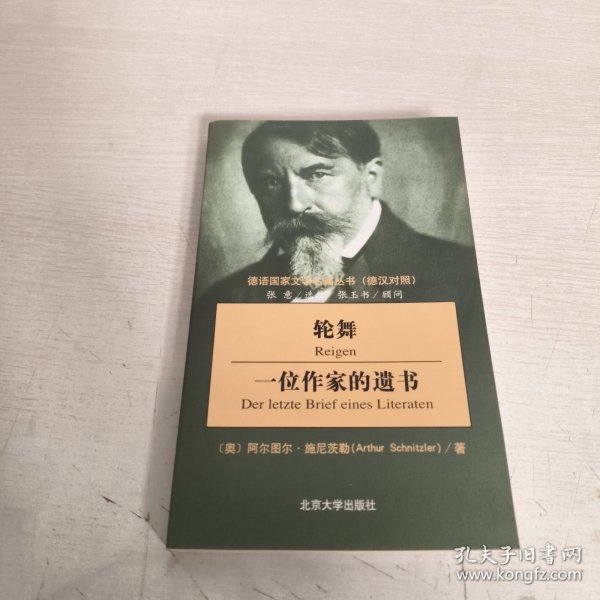 德语国家文学 丛书（德汉对照）
张 意／ 张玉书／顾问
轮舞
Reigen
一位作家的遗书
Der letzte Brief eines Literaten
〔奥〕阿尔图尔·施尼茨勒(Arthur Schnitzler)／著
北京大学出版社
孔夫子旧书网
www.kongfz.com